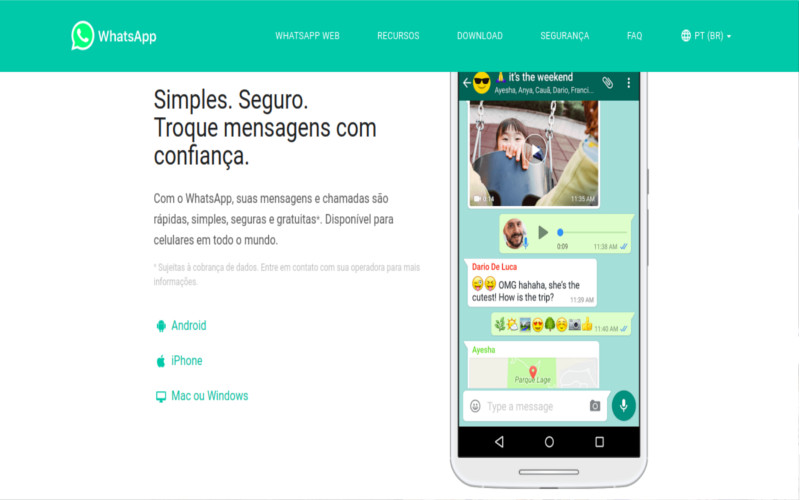 WhatsApp
WHATSAPP WEB
RECURSOS
DOWNLOAD
SEGURANÇA
FAQ
PT (BR)
Simples. Seguro.
Troque mensagens com
confiança.
Com o WhatsApp, suas mensagens e chamadas são
rápidas, simples, seguras e gratuitas*. Disponível para
celulares em todo o mundo.
* Sujeitas à cobrança de dados. Entre em contato com sua operadora para mais
informações.
Android
iPhone
Mac ou Windows
it's the weekend
Ayesha, Anya, Cauã, Dario, Franci...
0:14
11:35 AM
0:09
11:38 AM
Dario De Luca
😜😂 OMG hahaha, she's the
cutest! How is the trip?
11:39 AM
11:40 AM
Ayesha
Parque Lage
Type a message